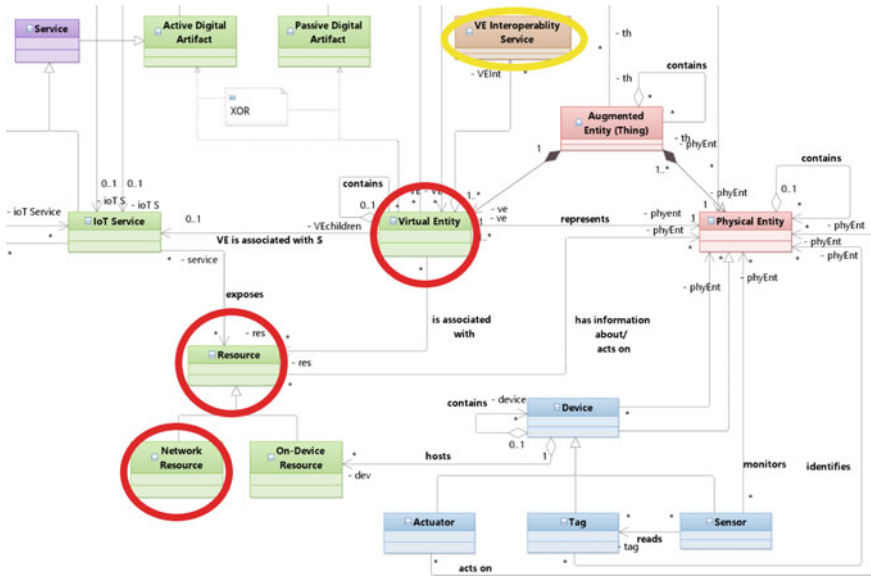 Service
Active Digital
Artifact
Passive Digital
Artifact
VE Interoperablity
Service
- th
*
*
- VEInt
- th
contains
*
*
XOR
Augmented
Entity (Thing)
- th
- phyEnt
1
1..*
contains
0..1
0..1
- ioT S
- ioT S
contains
0..1
*
*
VE
- VE
1..*
- phyEnt
0..1
*
- ioT Service
*
*
IoT Service
0..1
- VEchildren
VE is associated with S
Virtual Entity
- ve
- ve
represents
- phyent
- phyEnt
1
1
Physical Entity
*
- phyEnt
- phyEnt
- phyEnt
*
- service
exposes
*
- res
*
is associated
with
has information
about/
acts on
- phyEnt
- phyEnt
Resource
- res
*
contains
- device
*
0..1
Device
*
1
Network
Resource
On-Device
Resource
*
- dev
hosts
monitors
identifies
*
Actuator
Tag
- tag
*
reads
*
Sensor
*
acts on
*